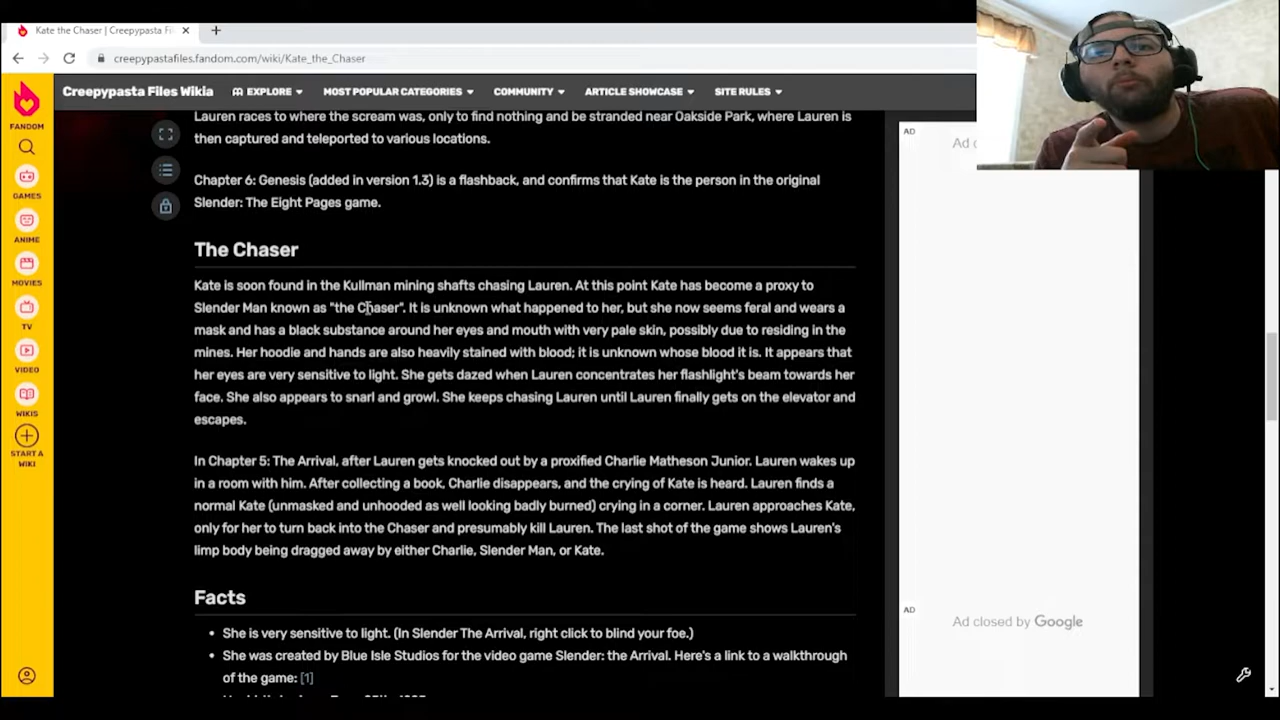 Kate the Chaser | Creepypasta Fi
creepypastafiles.fandom.com/wiki/Kate_the_Chaser
FANDOM
GAMES
ANIME
MOVIES
TV
VIDEO
WIKIS
START A
WIKI
Creepypasta Files Wikia
EXPLORE
MOST POPULAR CATEGORIES
COMMUNITY
ARTICLE SHOWCASE
SITE RULES
Lauren races to where the scream was, only to find nothing and be stranded near Oakside Park, where Lauren is
then captured and teleported to various locations.
Chapter 6: Genesis (added in version 1.3) is a flashback, and confirms that Kate is the person in the original
Slender: The Eight Pages game.
The Chaser
Kate is soon found in the Kullman mining shafts chasing Lauren. At this point Kate has become a proxy to
Slender Man known as "the Chaser". It is unknown what happened to her, but she now seems feral and wears a
mask and has a black substance around her eyes and mouth with very pale skin, possibly due to residing in the
mines. Her hoodie and hands are also heavily stained with blood; it is unknown whose blood it is. It appears that
her eyes are very sensitive to light. She gets dazed when Lauren concentrates her flashlight's beam towards her
face. She also appears to snarl and growl. She keeps chasing Lauren until Lauren finally gets on the elevator and
escapes.
In Chapter 5: The Arrival, after Lauren gets knocked out by a proxified Charlie Matheson Junior. Lauren wakes up
in a room with him. After collecting a book, Charlie disappears, and the crying of Kate is heard. Lauren finds a
normal Kate (unmasked and unhooded as well looking badly burned) crying in a corner. Lauren approaches Kate,
only for her to turn back into the Chaser and presumably kill Lauren. The last shot of the game shows Lauren's
limp body being dragged away by either Charlie, Slender Man, or Kate.
Facts
She is very sensitive to light. (In Slender The Arrival, right click to blind your foe.)
She was created by Blue Isle Studios for the video game Slender: the Arrival. Here's a link to a walkthrough
of the game: [1]
AD
Ad c
AD
Ad closed by Google